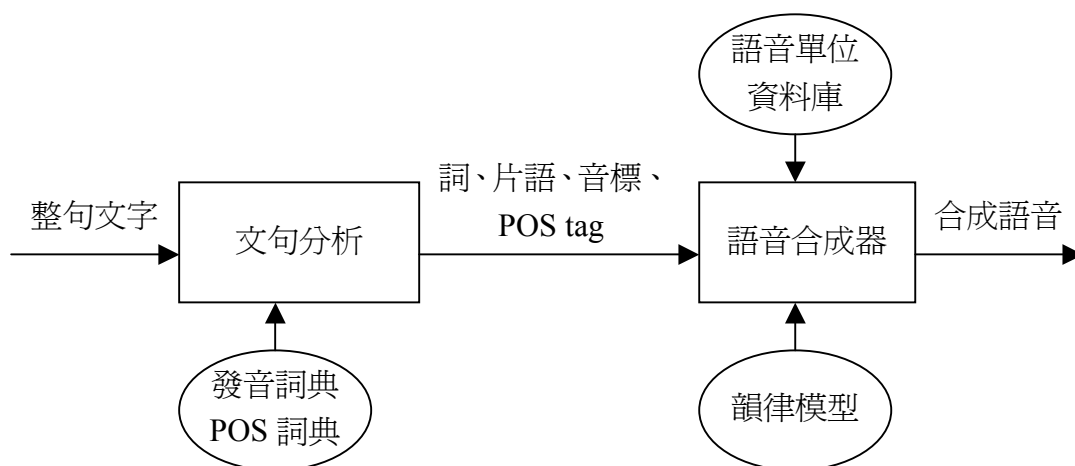 語音單位
資料庫
詞、片語、音標、
POS tag
整句文字
文句分析
語音合成器
合成語音
發音詞典
POS 詞典
韻律模型